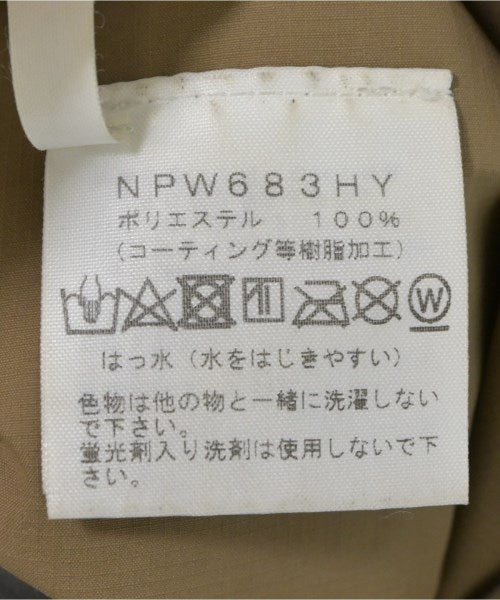 NPW683HY
ポリエステル 100%
(コーティング等樹脂加工)
W
はっ水 (水をはじきやすい)
色物は他の物と一緒に洗濯しない
で下さい。
蛍光剤入り洗剤は使用しないで下
さい。